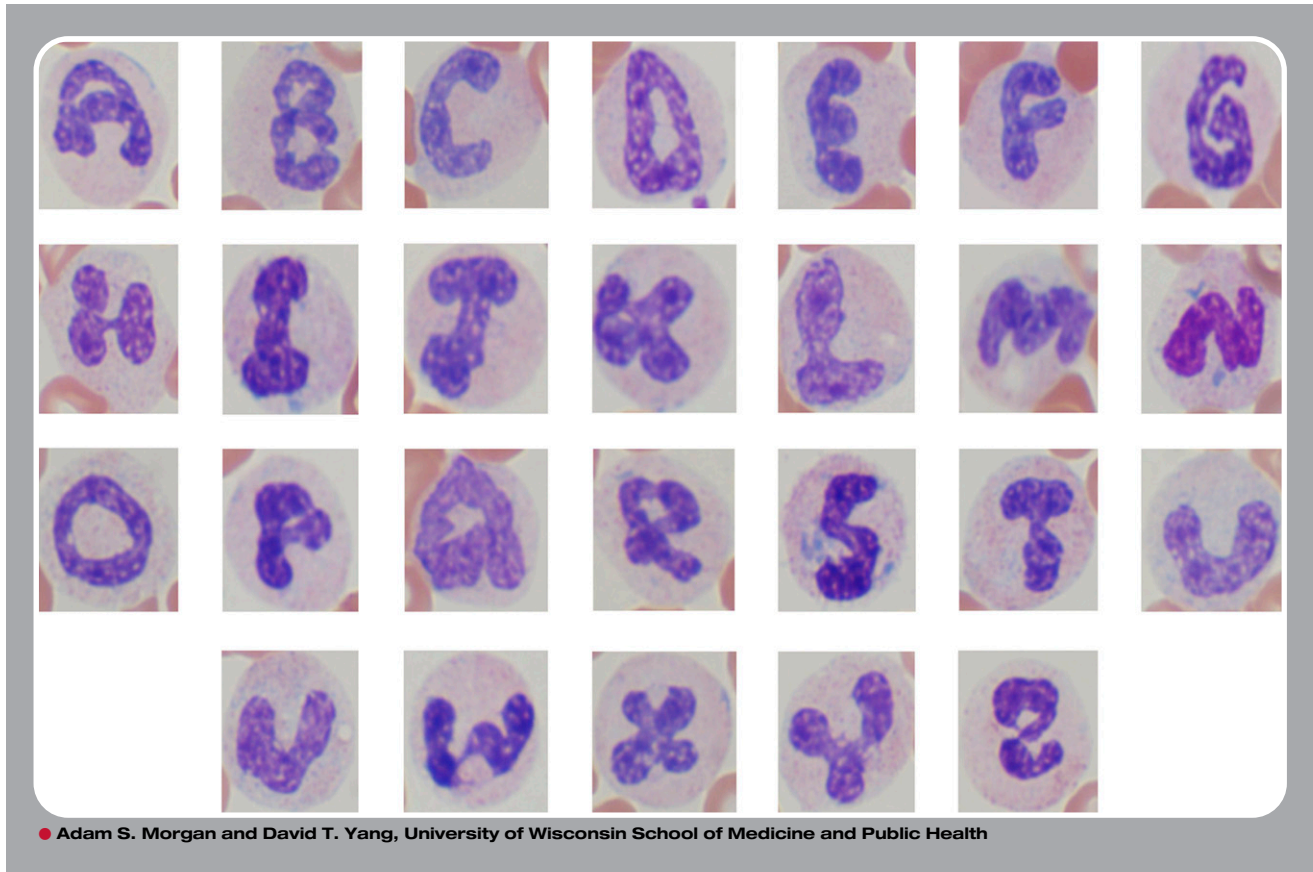 A B C D E F G
H I J K L M N
O P Q R S T U
V W X Y Z
Adam S. Morgan and David T. Yang, University of Wisconsin School of Medicine and Public Health